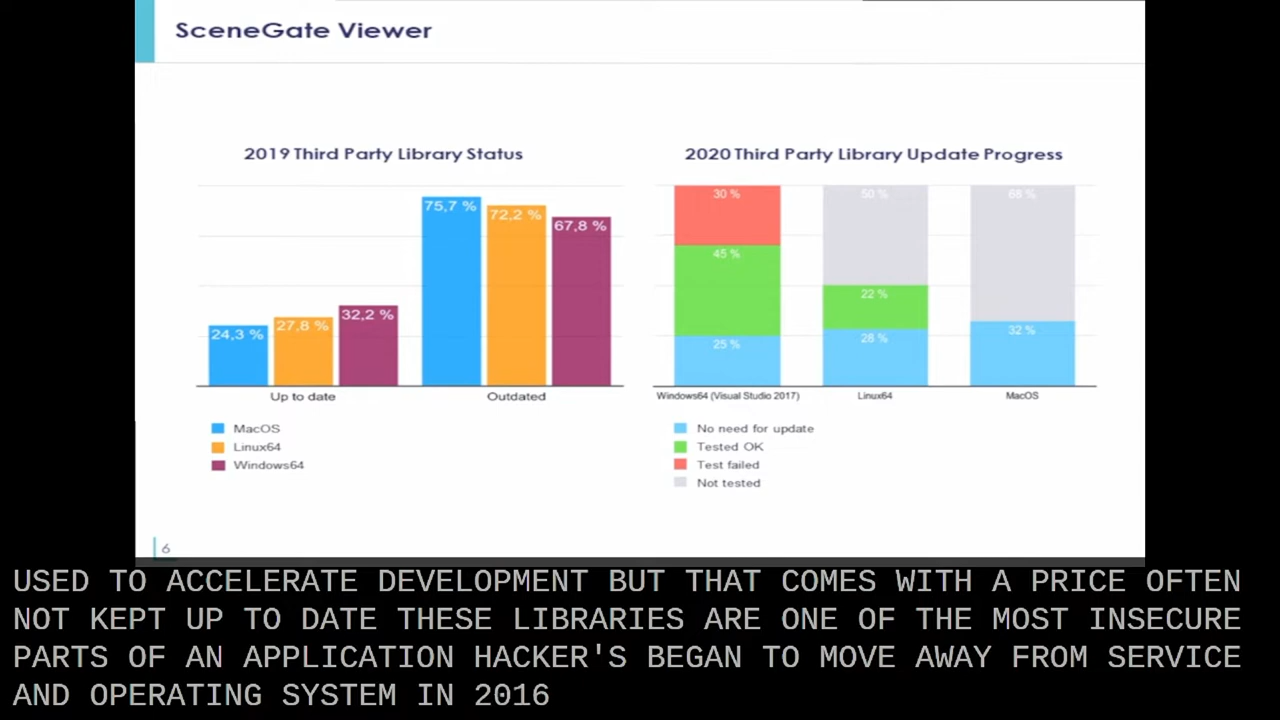 SceneGate Viewer
2019 Third Party Library Status
75,7 %
72,2 %
67,8 %
32,2 %
27,8 %
24,3 %
Up to date
Outdated
MacOS
Linux64
Windows64
2020 Third Party Library Update Progress
30 %
50 %
68 %
45 %
22 %
25 %
28 %
32 %
Windows64 (Visual Studio 2017)
Linux64
MacOS
No need for update
Tested OK
Test failed
Not tested
6
USED TO ACCELERATE DEVELOPMENT BUT THAT COMES WITH A PRICE OFTEN
NOT KEPT UP TO DATE THESE LIBRARIES ARE ONE OF THE MOST INSECURE
PARTS OF AN APPLICATION HACKER'S BEGAN TO MOVE AWAY FROM SERVICE
AND OPERATING SYSTEM IN 2016